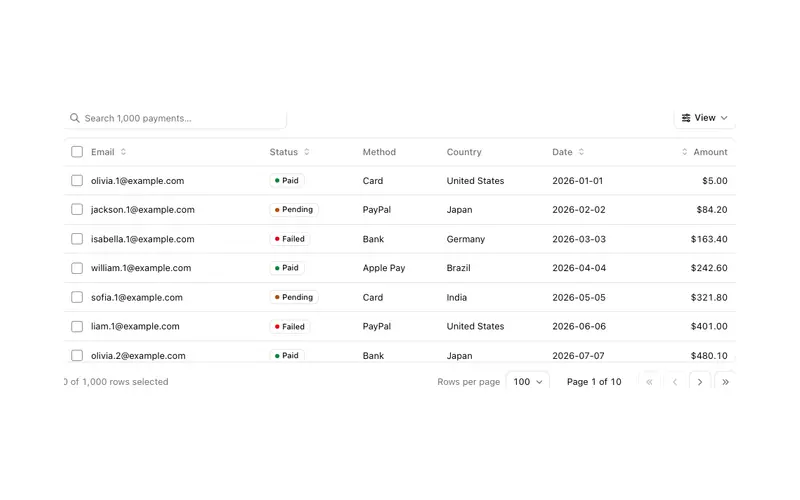 Search 1,000 payments...
View
Email Status Method Country Date Amount
olivia.1@example.com Paid Card United States 2026-01-01 $5.00
jackson.1@example.com Pending PayPal Japan 2026-02-02 $84.20
isabella.1@example.com Failed Bank Germany 2026-03-03 $163.40
william.1@example.com Paid Apple Pay Brazil 2026-04-04 $242.60
sofia.1@example.com Pending Card India 2026-05-05 $321.80
liam.1@example.com Failed PayPal United States 2026-06-06 $401.00
olivia.2@example.com Paid Bank Japan 2026-07-07 $480.10
0 of 1,000 rows selected Rows per page 100 Page 1 of 10